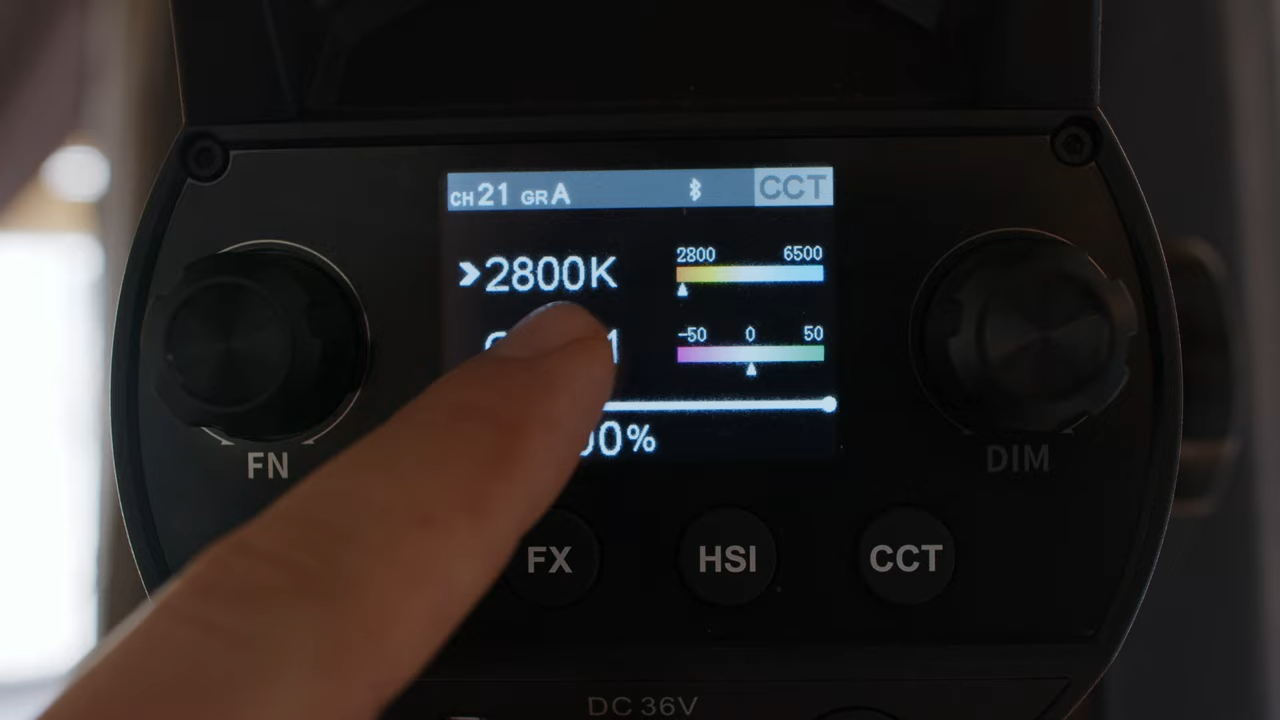 CH 21 GR A CCT
2800K
2800 6500
-50 0 50
%
FN
DIM
FX HSI CCT
DC 36V